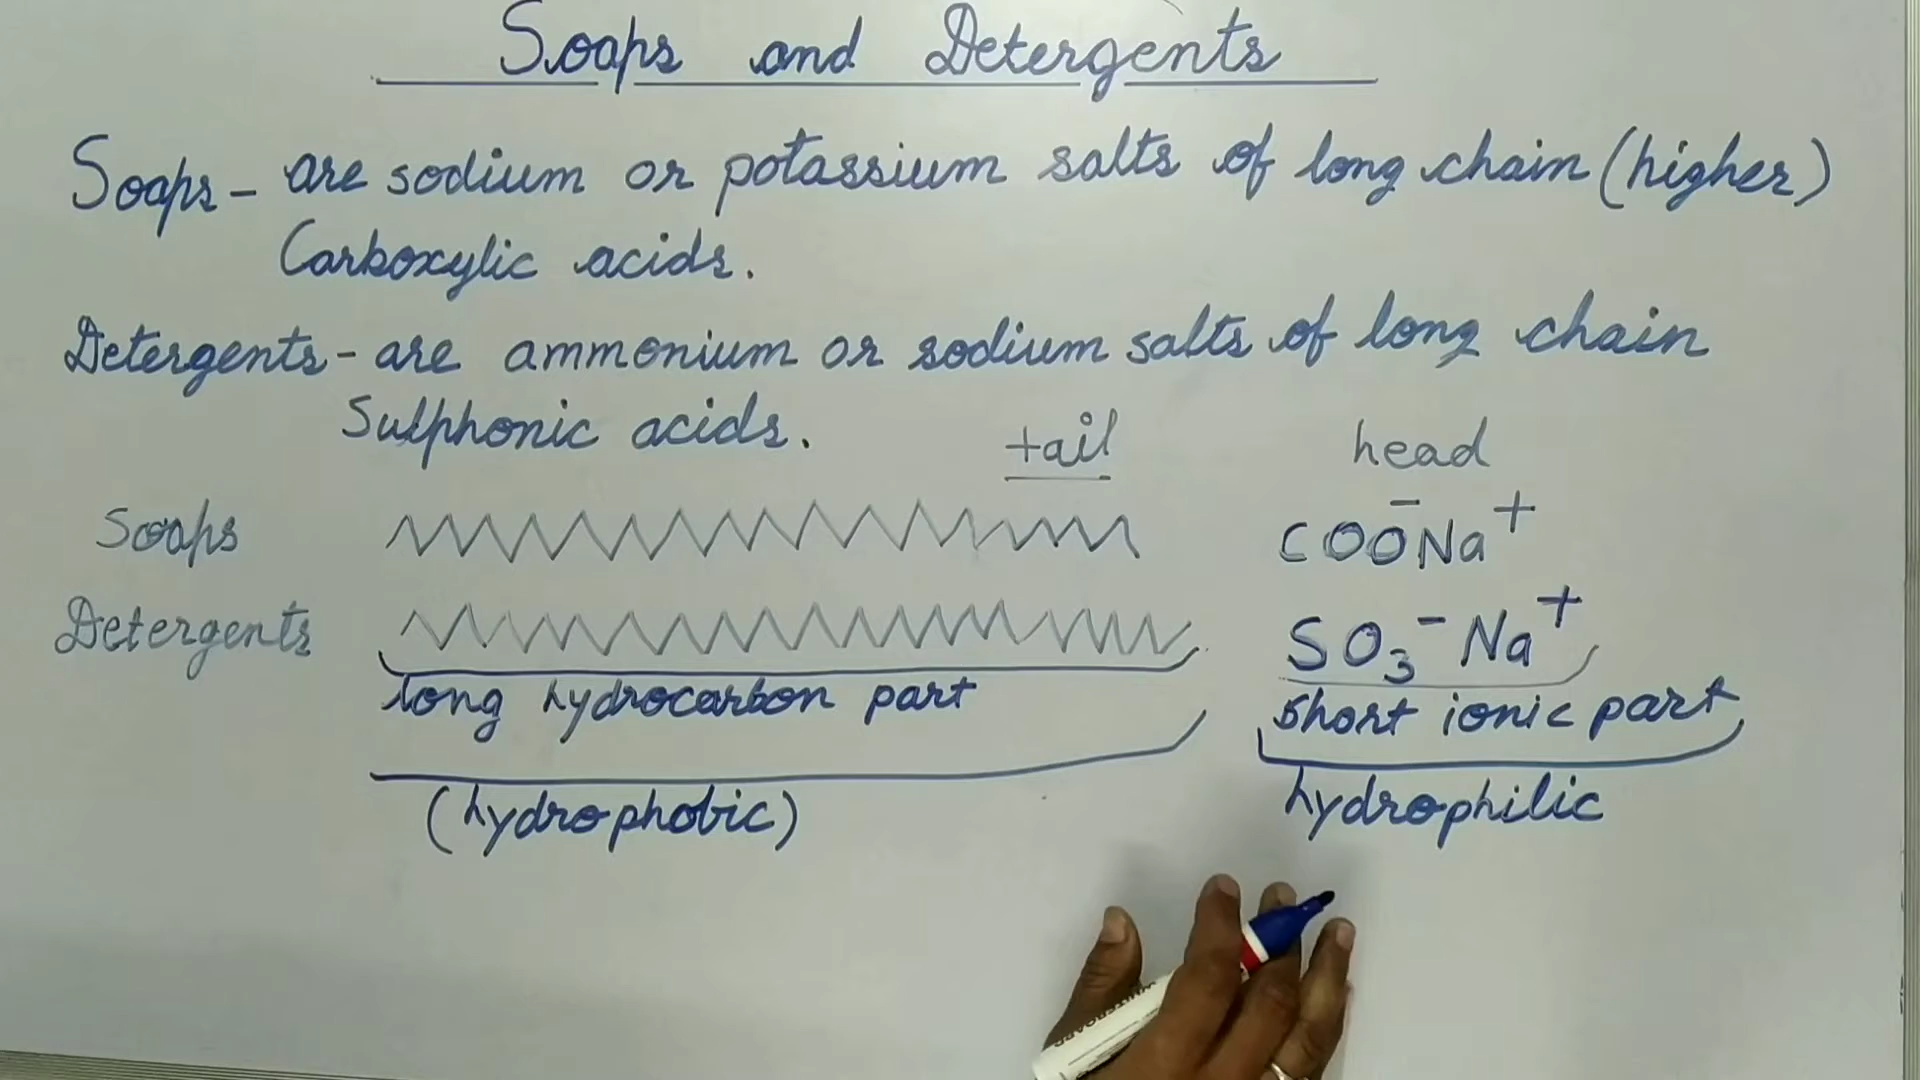 Soaps and Detergents
Soaps - are sodium or potassium salts of long chain (higher)
Carboxylic acids.
Detergents - are ammonium or sodium salts of long chain
Sulphonic acids.
tail head
Soaps COO⁻Na⁺
Detergents SO₃⁻Na⁺
long hydrocarbon part short ionic part
(hydrophobic) hydrophilic